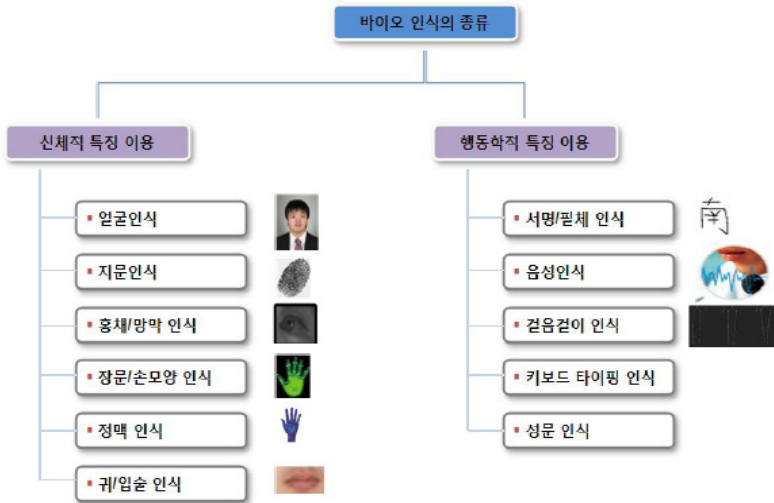 바이오 인식의 종류
신체적 특징 이용
얼굴인식
지문인식
홍채/망막 인식
장문/손모양 인식
정맥 인식
귀/입술 인식
행동학적 특징 이용
서명/필체 인식
음성인식
걸음걸이 인식
키보드 타이핑 인식
성문 인식
南